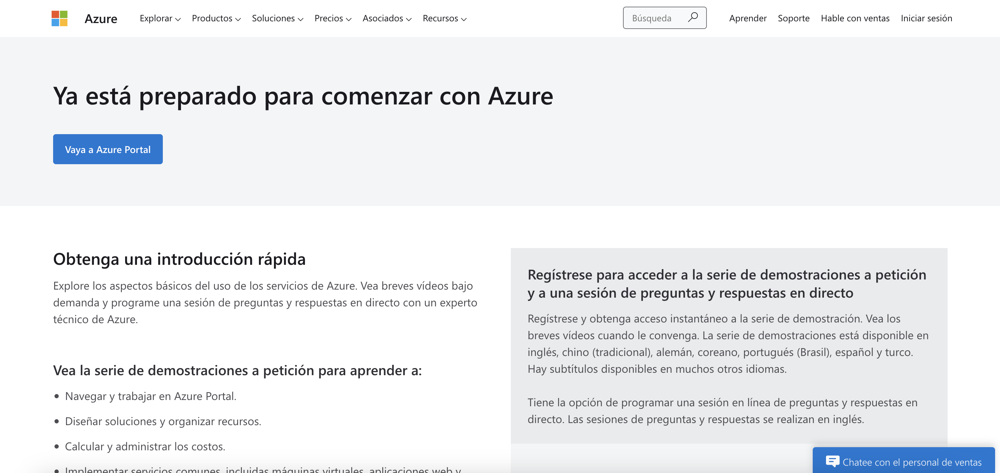 Azure
Explorar
Productos
Soluciones
Precios
Asociados
Recursos
Búsqueda
Aprender
Soporte
Hable con ventas
Iniciar sesión
Ya está preparado para comenzar con Azure
Vaya a Azure Portal
Obtenga una introducción rápida
Explore los aspectos básicos del uso de los servicios de Azure. Vea breves vídeos bajo
demanda y programe una sesión de preguntas y respuestas en directo con un experto
técnico de Azure.
Vea la serie de demostraciones a petición para aprender a:
• Navegar y trabajar en Azure Portal.
• Diseñar soluciones y organizar recursos.
• Calcular y administrar los costos.
• Implementar servicios comunes, incluidas máquinas virtuales, aplicaciones web y
Regístrese para acceder a la serie de demostraciones a petición
y a una sesión de preguntas y respuestas en directo
Regístrese y obtenga acceso instantáneo a la serie de demostración. Vea los
breves vídeos cuando le convenga. La serie de demostraciones está disponible en
inglés, chino (tradicional), alemán, coreano, portugués (Brasil), español y turco.
Hay subtítulos disponibles en muchos otros idiomas.
Tiene la opción de programar una sesión en línea de preguntas y respuestas en
directo. Las sesiones de preguntas y respuestas se realizan en inglés.
Chatee con el personal de ventas